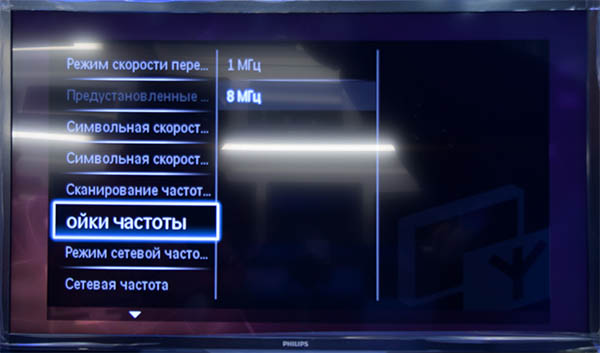 Режим скорости пере...
1 МГц
Предустановленные ...
8 МГц
Символьная скорост...
Символьная скорост...
Сканирование частот...
ойки частоты
Режим сетевой часто...
Сетевая частота
PHILIPS